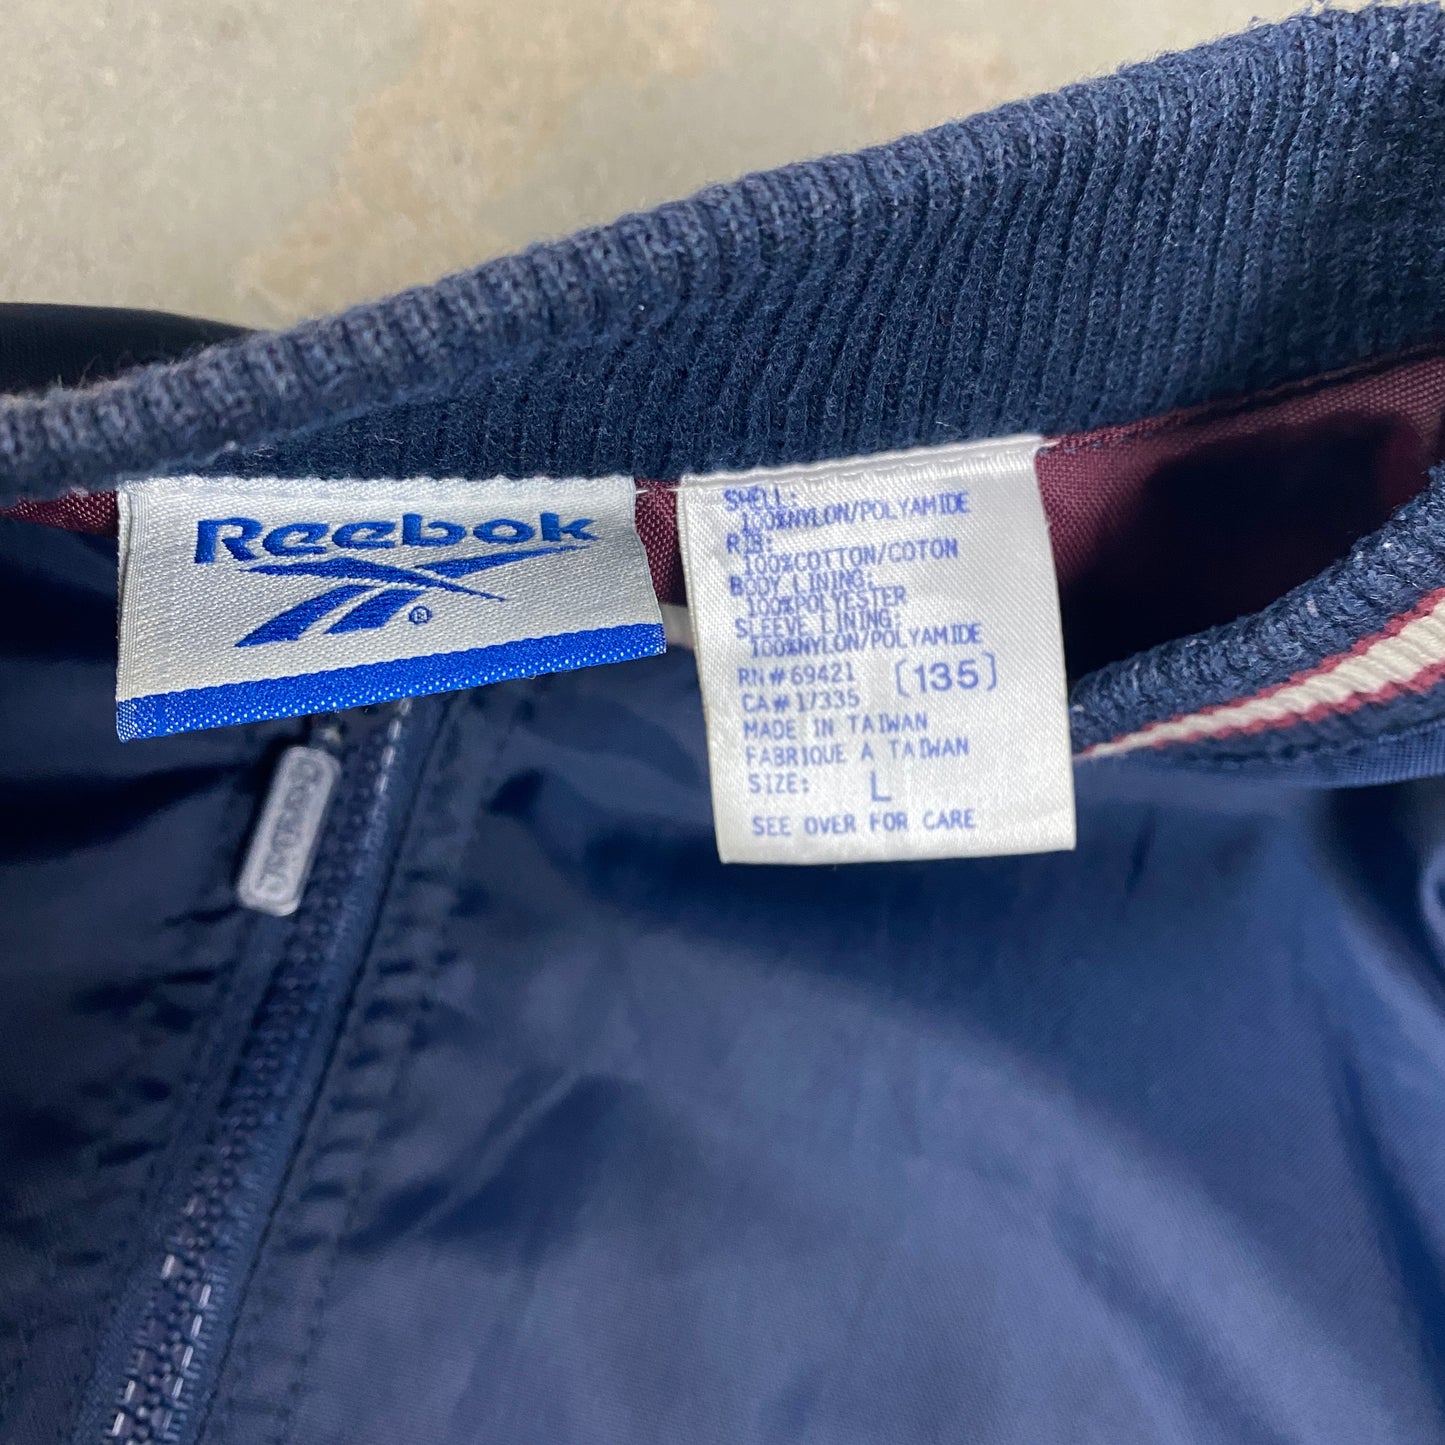 Reebok
®
SHELL:
100%NYLON/POLYAMIDE
RIB:
100%COTTON/COTON
BODY LINING:
100%POLYESTER
SLEEVE LINING:
100%NYLON/POLYAMIDE
RN#69421 [135]
CA#17335
MADE IN TAIWAN
FABRIQUE A TAIWAN
SIZE: L
SEE OVER FOR CARE